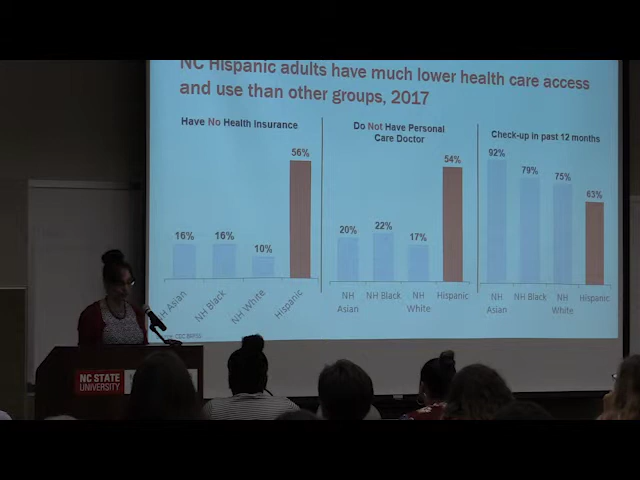 NC Hispanic adults have much lower health care access
and use than other groups, 2017
Have No Health Insurance
56%
16%
16%
10%
NH Asian
NH Black
NH White
Hispanic
Do Not Have Personal
Care Doctor
54%
20%
22%
17%
NH
Asian
NH Black
NH
White
Hispanic
Check-up in past 12 months
92%
79%
75%
63%
NH
Asian
NH Black
NH
White
Hispanic
NC STATE
UNIVERSITY